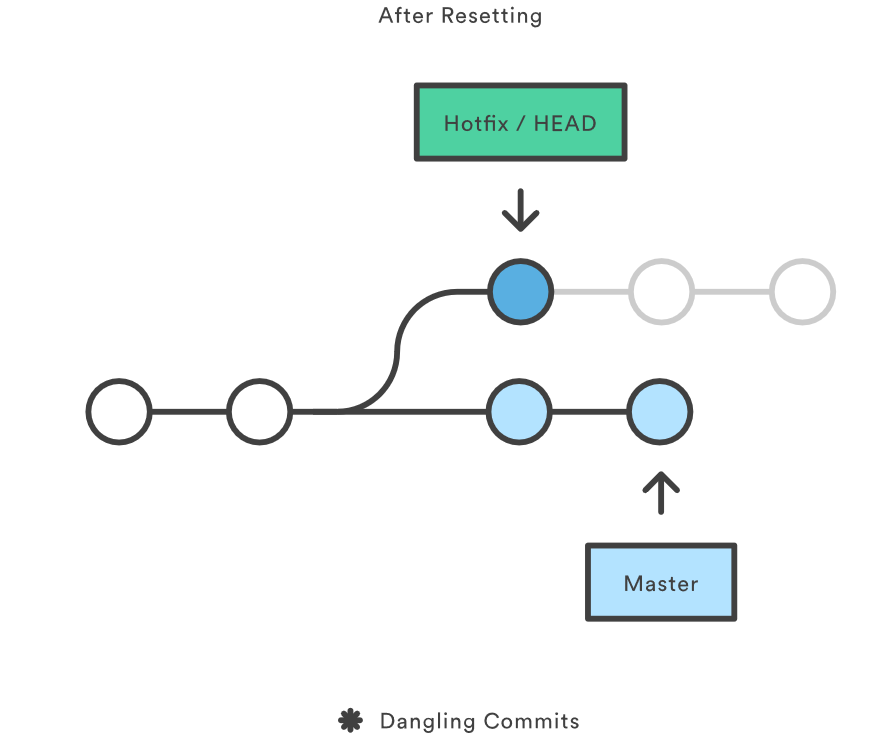 After Resetting
Hotfix / HEAD
Master
Dangling Commits